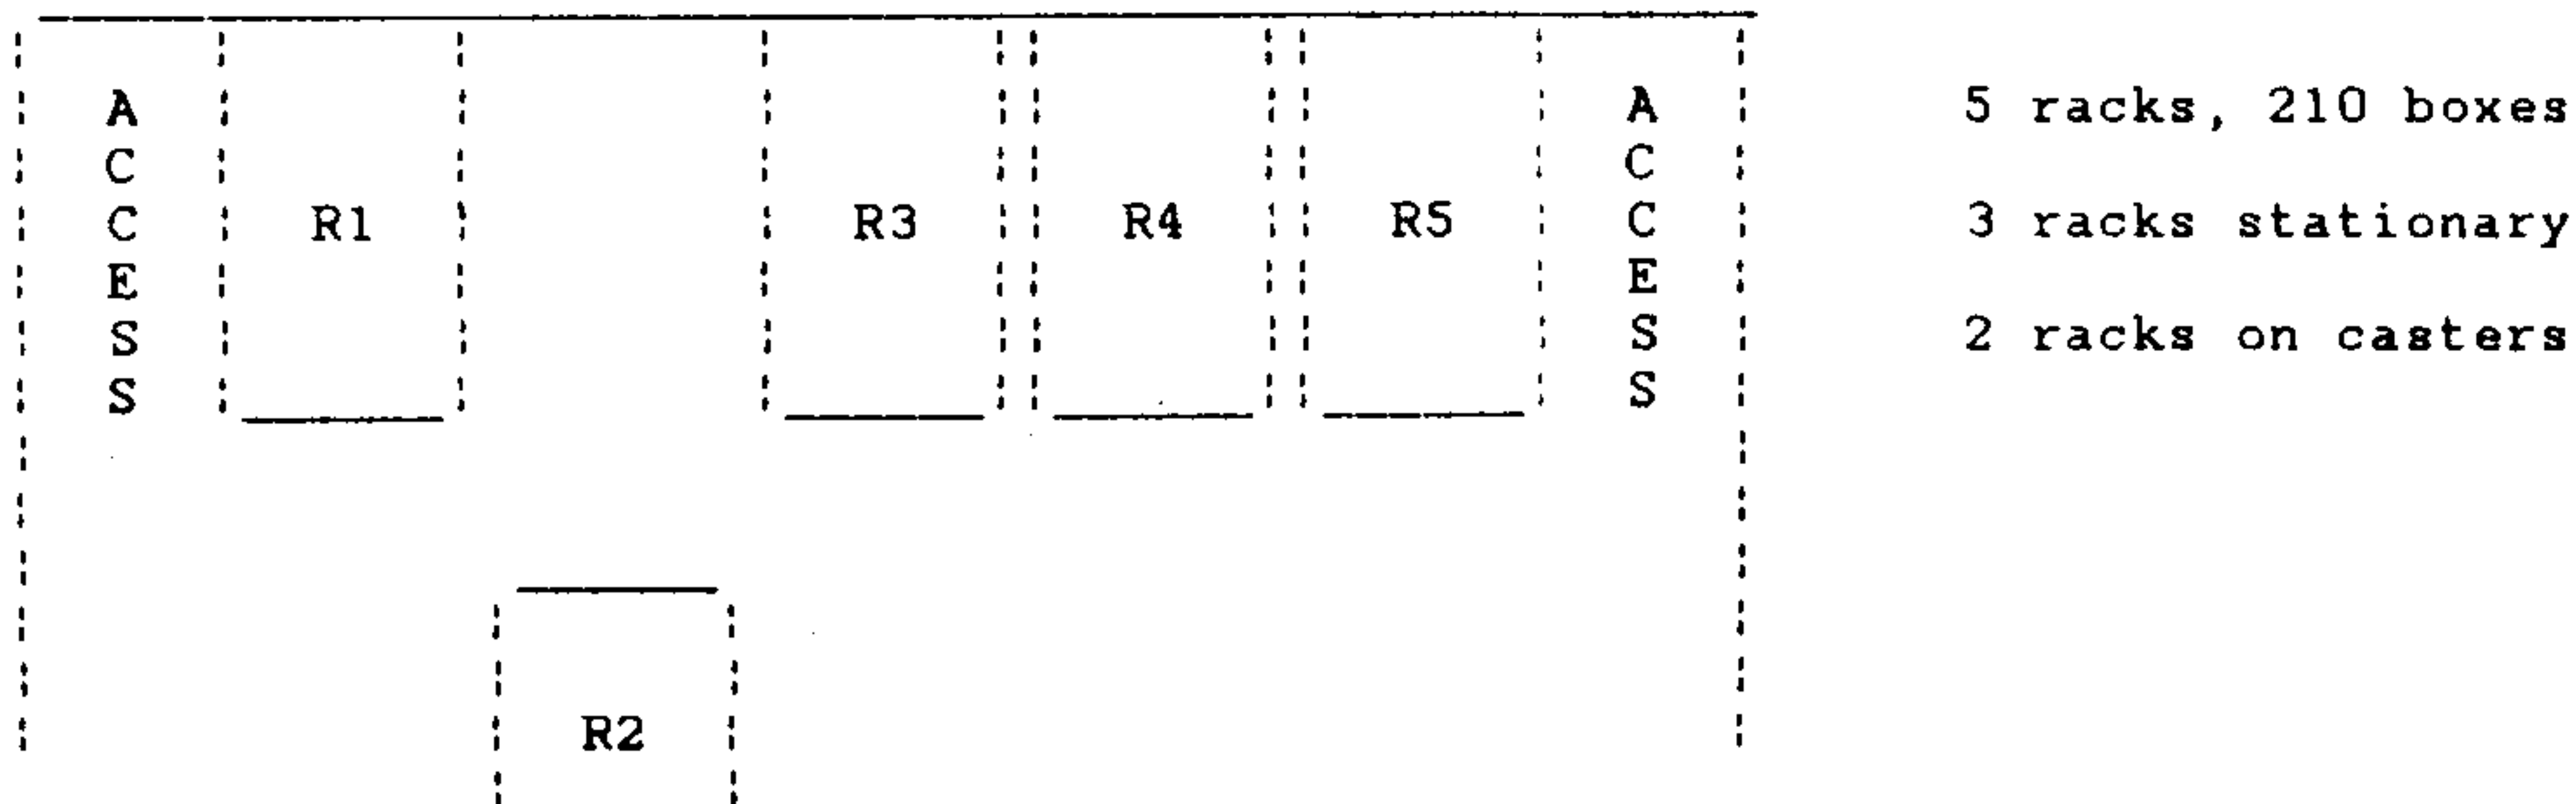 A A 5 racks, 210 boxes
C C
C R1 R3 R4 R5 C 3 racks stationary
E E
S S 2 racks on casters
S S
R2